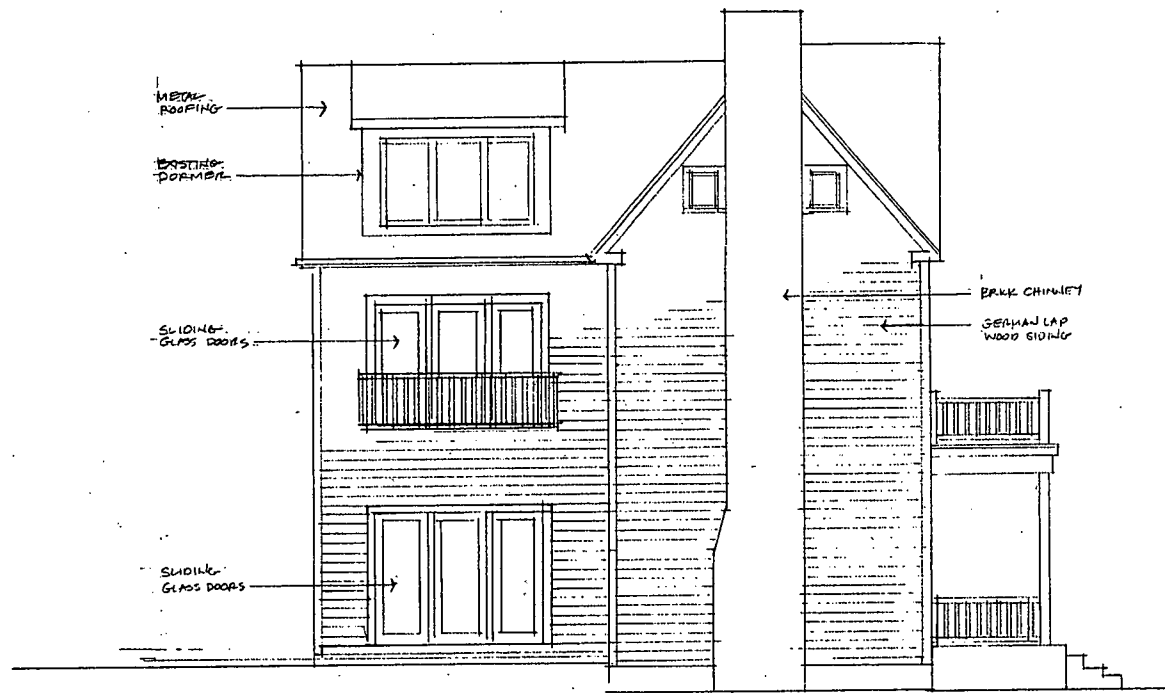 METAL
ROOFING
EXISTING
DORMER
SLIDING
GLASS DOORS
SLIDING
GLASS DOORS
BRICK CHIMNEY
GERMAN LAP
WOOD SIDING